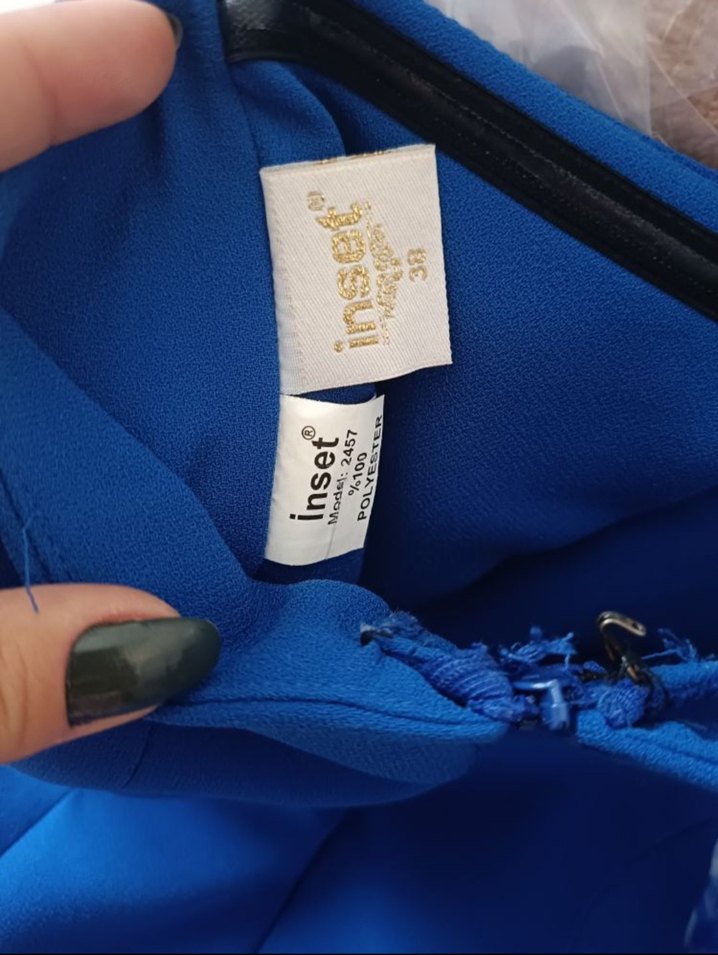 inset®
38
inset®
Model: 2457
%100
POLYESTER